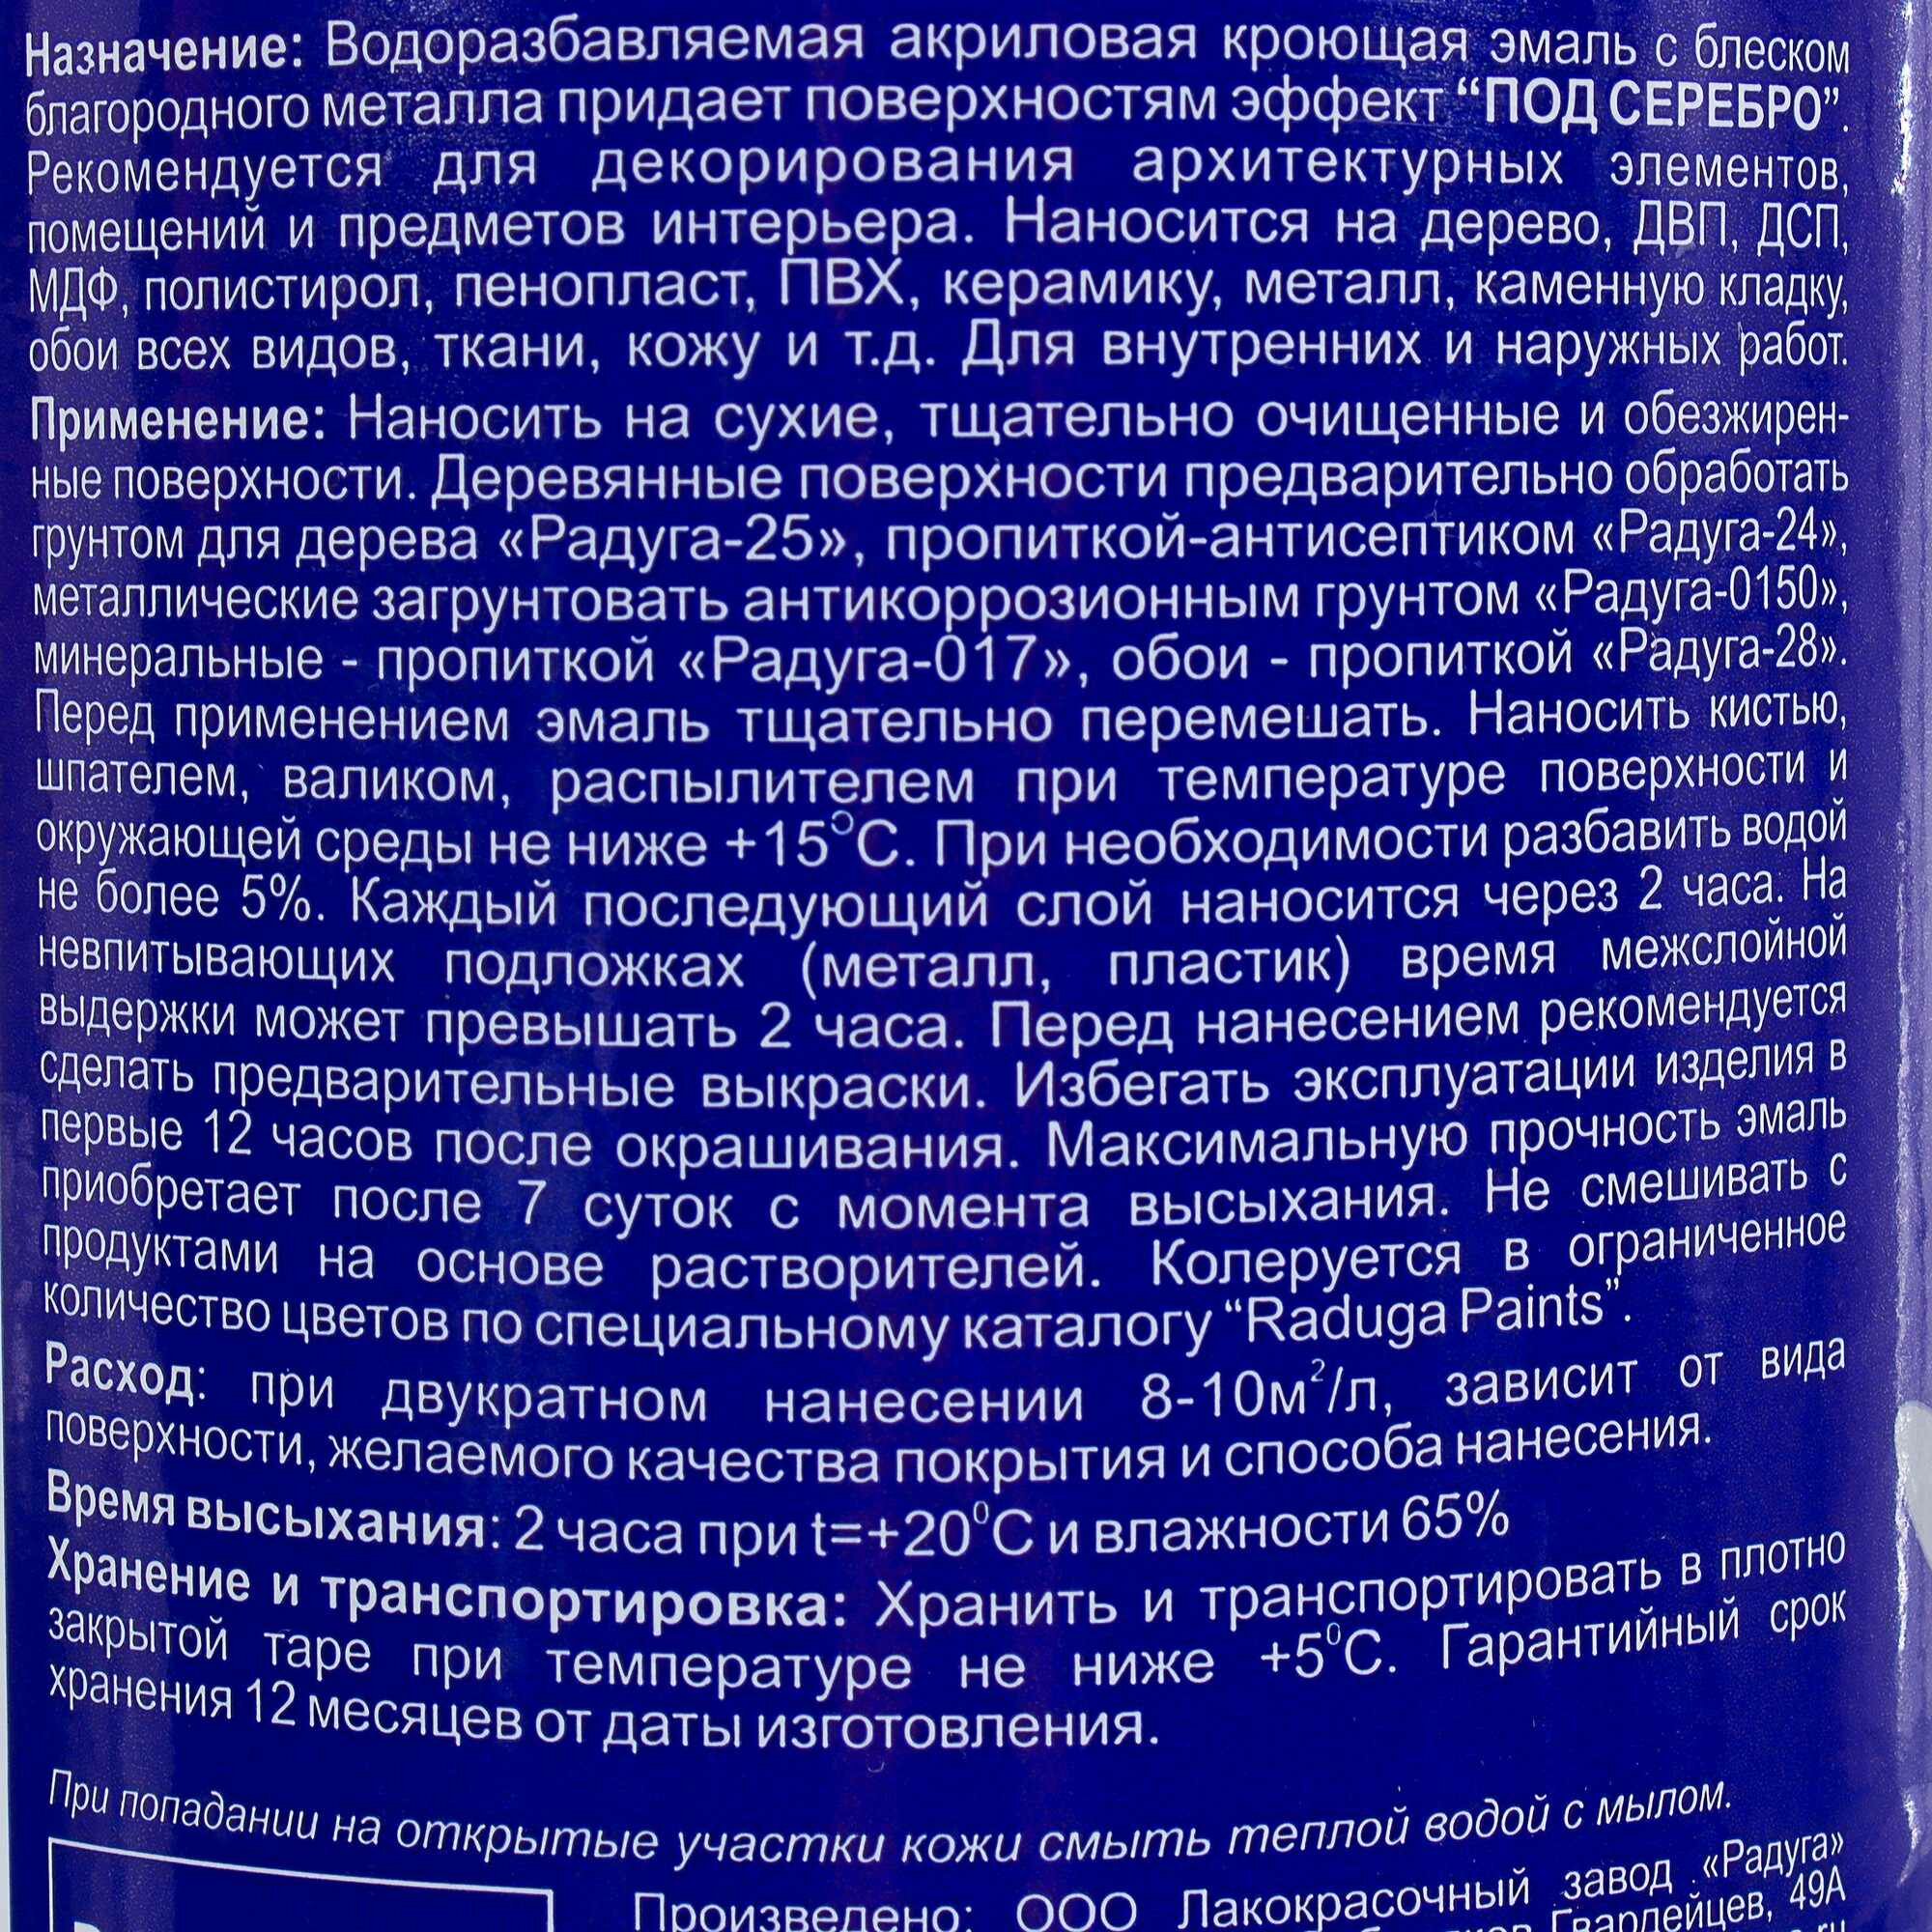 Назначение: Водоразбавляемая акриловая кроющая эмаль с блеском
благородного металла придает поверхностям эффект “ПОД СЕРЕБРО”.
Рекомендуется для декорирования архитектурных элементов,
помещений и предметов интерьера. Наносится на дерево, ДВП, ДСП,
МДФ, полистирол, пенопласт, ПВХ, керамику, металл, каменную кладку,
обои всех видов, ткани, кожу и т.д. Для внутренних и наружных работ.
Применение: Наносить на сухие, тщательно очищенные и обезжирен-
ные поверхности. Деревянные поверхности предварительно обработать
грунтом для дерева «Радуга-25», пропиткой-антисептиком «Радуга-24»,
металлические загрунтовать антикоррозионным грунтом «Радуга-0150»,
минеральные - пропиткой «Радуга-017», обои - пропиткой «Радуга-28».
Перед применением эмаль тщательно перемешать. Наносить кистью,
шпателем, валиком, распылителем при температуре поверхности и
окружающей среды не ниже +15°С. При необходимости разбавить водой
не более 5%. Каждый последующий слой наносится через 2 часа. На
невпитывающих подложках (металл, пластик) время межслойной
выдержки может превышать 2 часа. Перед нанесением рекомендуется
сделать предварительные выкраски. Избегать эксплуатации изделия в
первые 12 часов после окрашивания. Максимальную прочность эмаль
приобретает после 7 суток с момента высыхания. Не смешивать с
продуктами на основе растворителей. Колеруется в ограниченное
количество цветов по специальному каталогу “Raduga Paints”.
Расход: при двукратном нанесении 8-10м²/л, зависит от вида
поверхности, желаемого качества покрытия и способа нанесения.
Время высыхания: 2 часа при t=+20⁰С и влажности 65%
Хранение и транспортировка: Хранить и транспортировать в плотно
закрытой таре при температуре не ниже +5⁰С. Гарантийный срок
хранения 12 месяцев от даты изготовления.
При попадании на открытые участки кожи смыть теплой водой с мылом.
Произведено: ООО Лакокрасочный завод «Радуга»
Гвардейцев, 49А